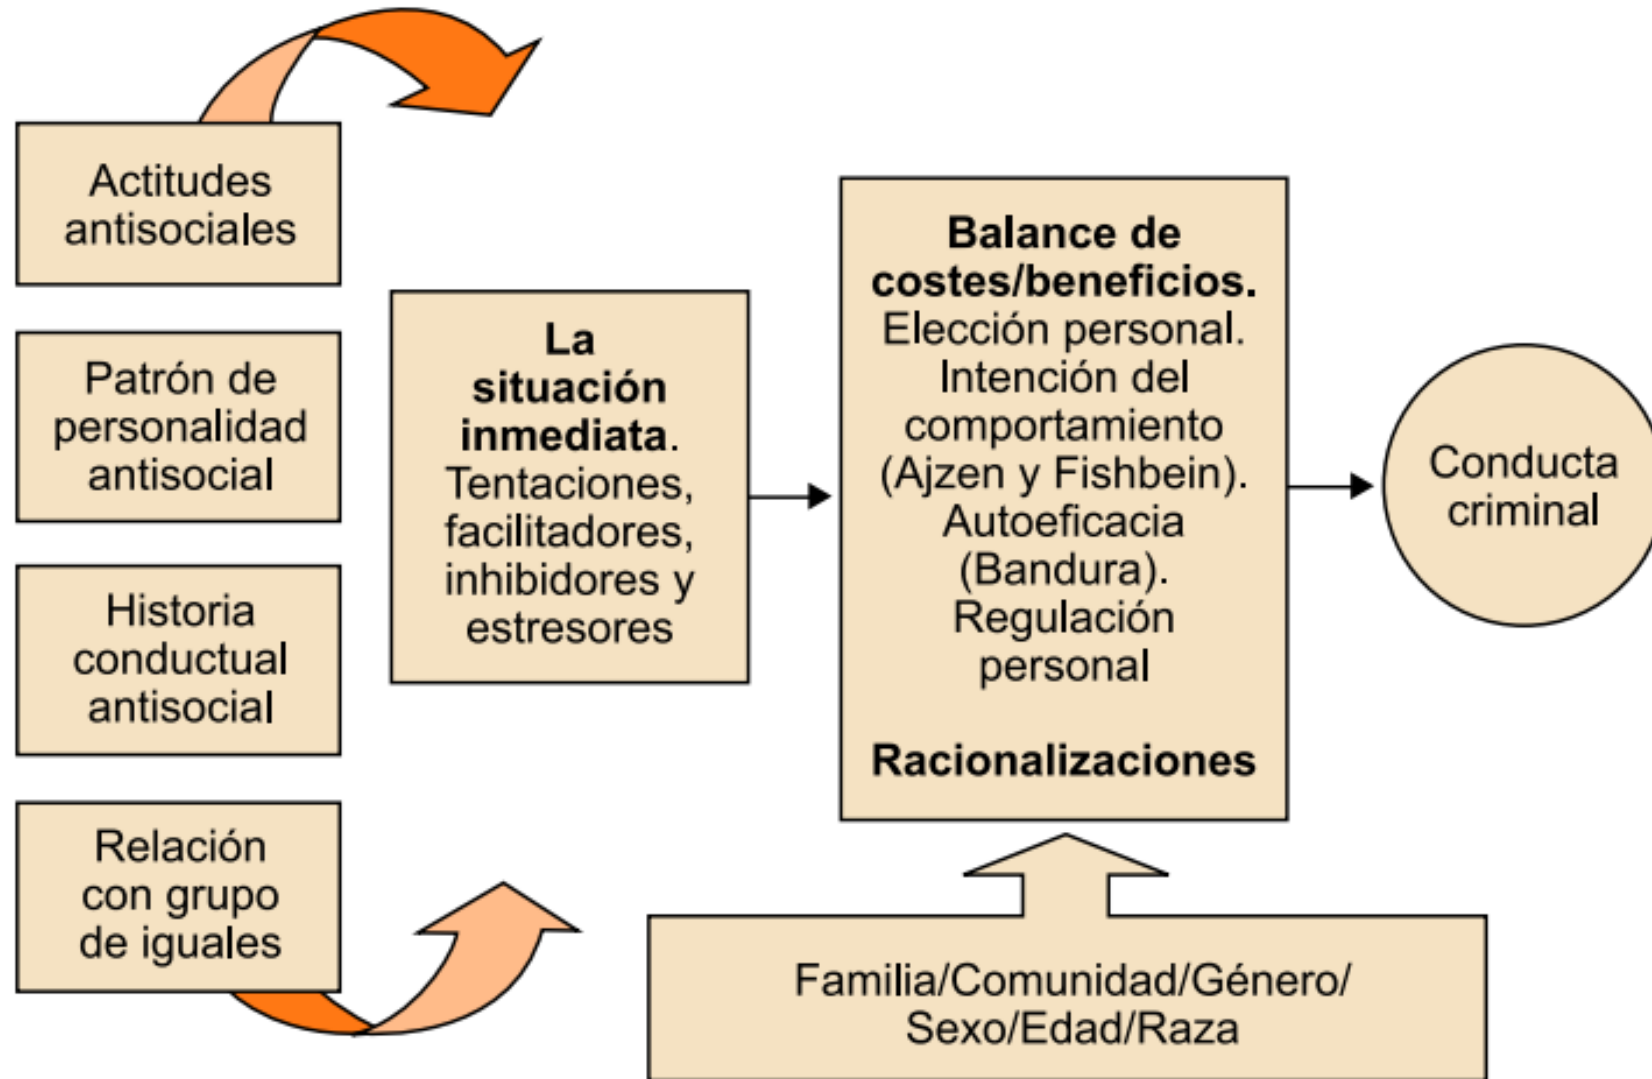 Actitudes
antisociales
Patrón de
personalidad
antisocial
Historia
conductual
antisocial
Relación
con grupo
de iguales
La
situación
inmediata.
Tentaciones,
facilitadores,
inhibidores y
estresores
Balance de
costes/beneficios.
Elección personal.
Intención del
comportamiento
(Ajzen y Fishbein).
Autoeficacia
(Bandura).
Regulación
personal
Racionalizaciones
Conducta
criminal
Familia/Comunidad/Género/
Sexo/Edad/Raza